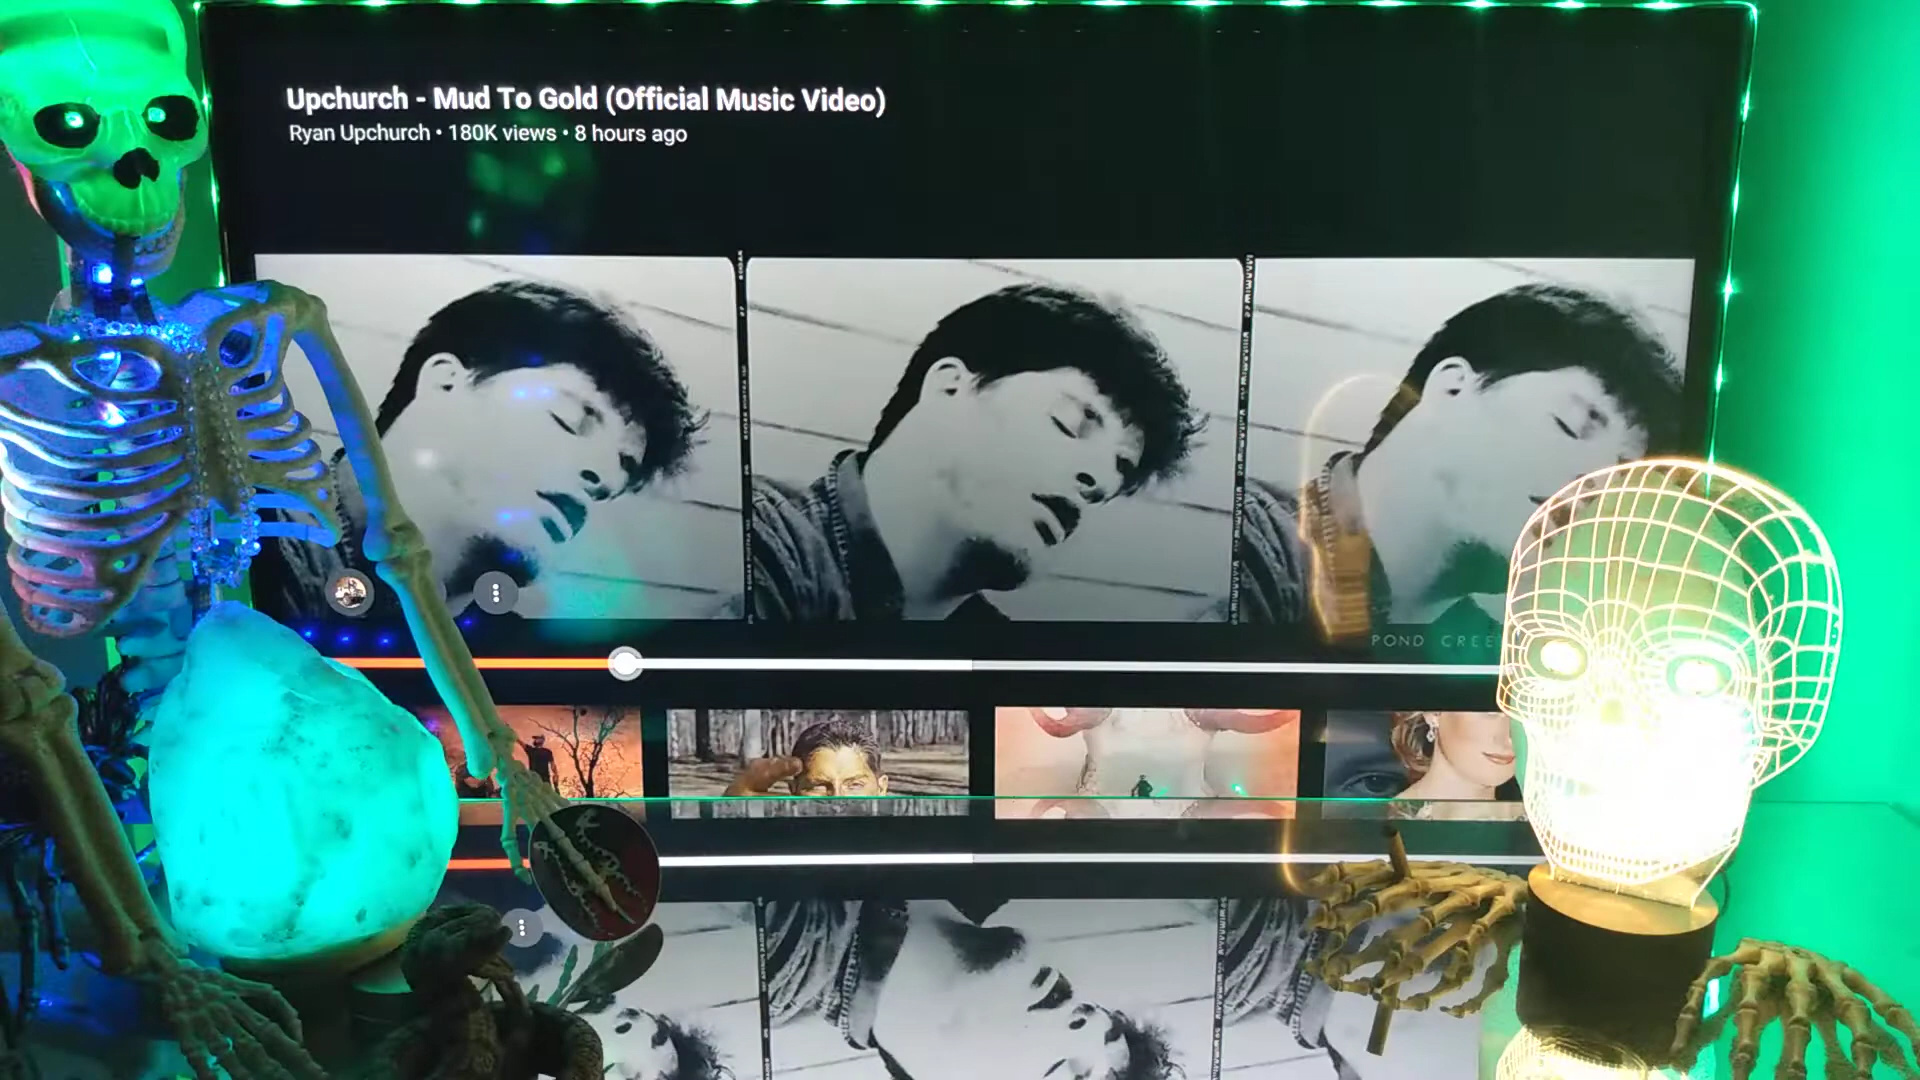 Upchurch - Mud To Gold (Official Music Video)
Ryan Upchurch • 180K views • 8 hours ago
POND CREE